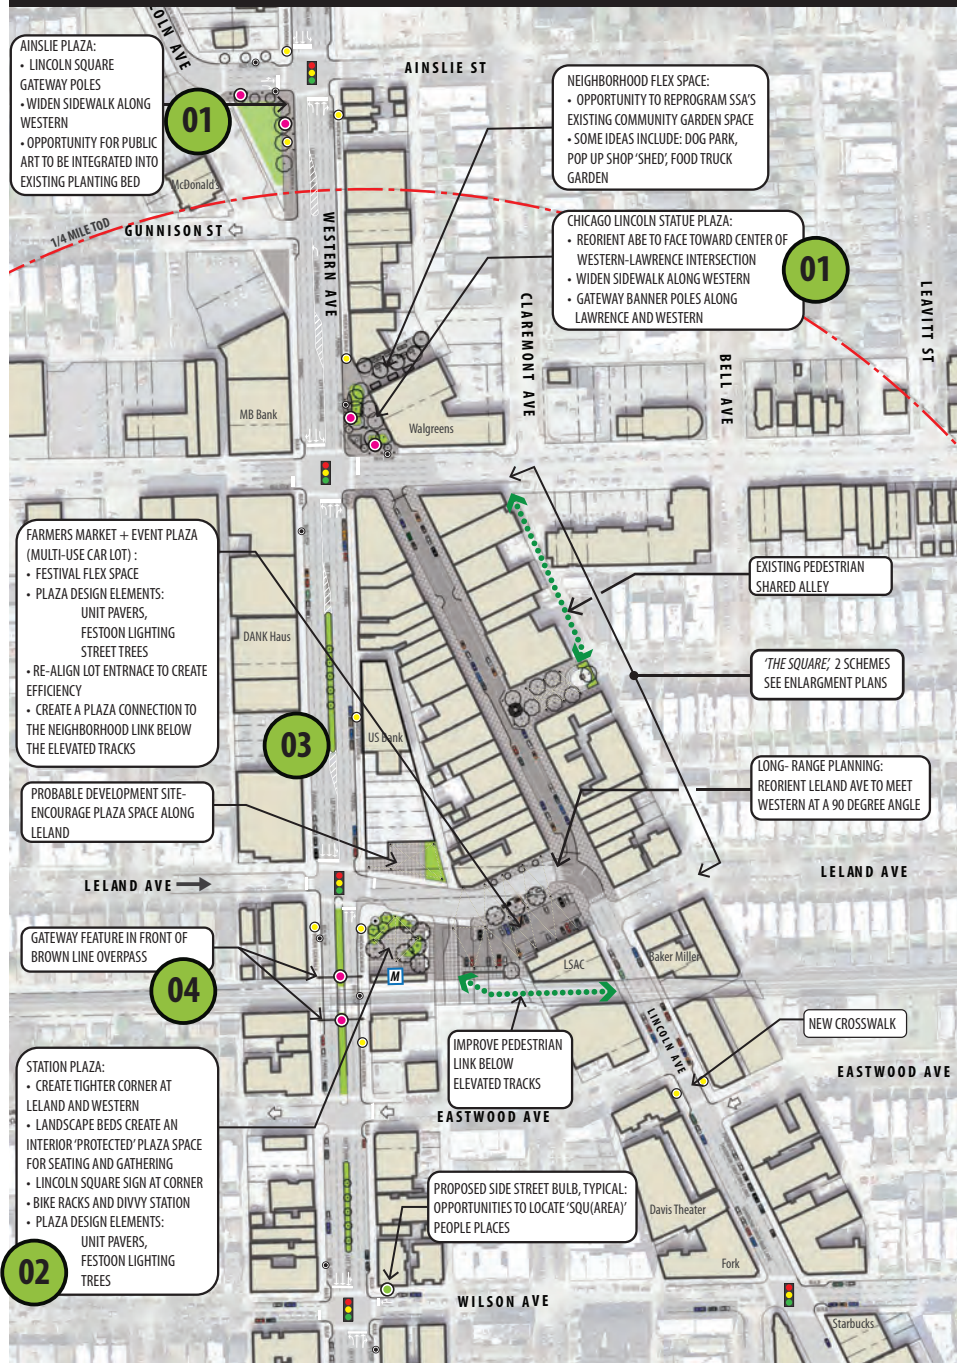 COLN AVE
AINSLIE PLAZA:
• LINCOLN SQUARE
GATEWAY POLES
• WIDEN SIDEWALK ALONG
WESTERN
• OPPORTUNITY FOR PUBLIC
ART TO BE INTEGRATED INTO
EXISTING PLANTING BED
01
AINSLIE ST
NEIGHBORHOOD FLEX SPACE:
• OPPORTUNITY TO REPROGRAM SSA'S
EXISTING COMMUNITY GARDEN SPACE
• SOME IDEAS INCLUDE: DOG PARK,
POP UP SHOP 'SHED', FOOD TRUCK
GARDEN
McDonald's
1/4 MILE TOD
GUNNISON ST
WESTERN AVE
CHICAGO LINCOLN STATUE PLAZA:
• REORIENT ABE TO FACE TOWARD CENTER OF
WESTERN-LAWRENCE INTERSECTION
• WIDEN SIDEWALK ALONG WESTERN
• GATEWAY BANNER POLES ALONG
LAWRENCE AND WESTERN
01
CLAREMONT AVE
BELL AVE
LEAVITT ST
MB Bank
Walgreens
FARMERS MARKET + EVENT PLAZA
(MULTI-USE CAR LOT) :
• FESTIVAL FLEX SPACE
• PLAZA DESIGN ELEMENTS:
UNIT PAVERS,
FESTOON LIGHTING
STREET TREES
• RE-ALIGN LOT ENTRNACE TO CREATE
EFFICIENCY
• CREATE A PLAZA CONNECTION TO
THE NEIGHBORHOOD LINK BELOW
THE ELEVATED TRACKS
DANK Haus
03
US Bank
EXISTING PEDESTRIAN
SHARED ALLEY
'THE SQUARE,' 2 SCHEMES
SEE ENLARGMENT PLANS
LONG- RANGE PLANNING:
REORIENT LELAND AVE TO MEET
WESTERN AT A 90 DEGREE ANGLE
PROBABLE DEVELOPMENT SITE-
ENCOURAGE PLAZA SPACE ALONG
LELAND
LELAND AVE
LELAND AVE
GATEWAY FEATURE IN FRONT OF
BROWN LINE OVERPASS
04
M
LSAC
Baker Miller
LINCOLN AVE
NEW CROSSWALK
IMPROVE PEDESTRIAN
LINK BELOW
ELEVATED TRACKS
EASTWOOD AVE
EASTWOOD AVE
STATION PLAZA:
• CREATE TIGHTER CORNER AT
LELAND AND WESTERN
• LANDSCAPE BEDS CREATE AN
INTERIOR 'PROTECTED' PLAZA SPACE
FOR SEATING AND GATHERING
• LINCOLN SQUARE SIGN AT CORNER
• BIKE RACKS AND DIVVY STATION
• PLAZA DESIGN ELEMENTS:
UNIT PAVERS,
FESTOON LIGHTING
TREES
02
PROPOSED SIDE STREET BULB, TYPICAL:
OPPORTUNITIES TO LOCATE 'SQU(AREA)'
PEOPLE PLACES
Davis Theater
Fork
WILSON AVE
Starbucks